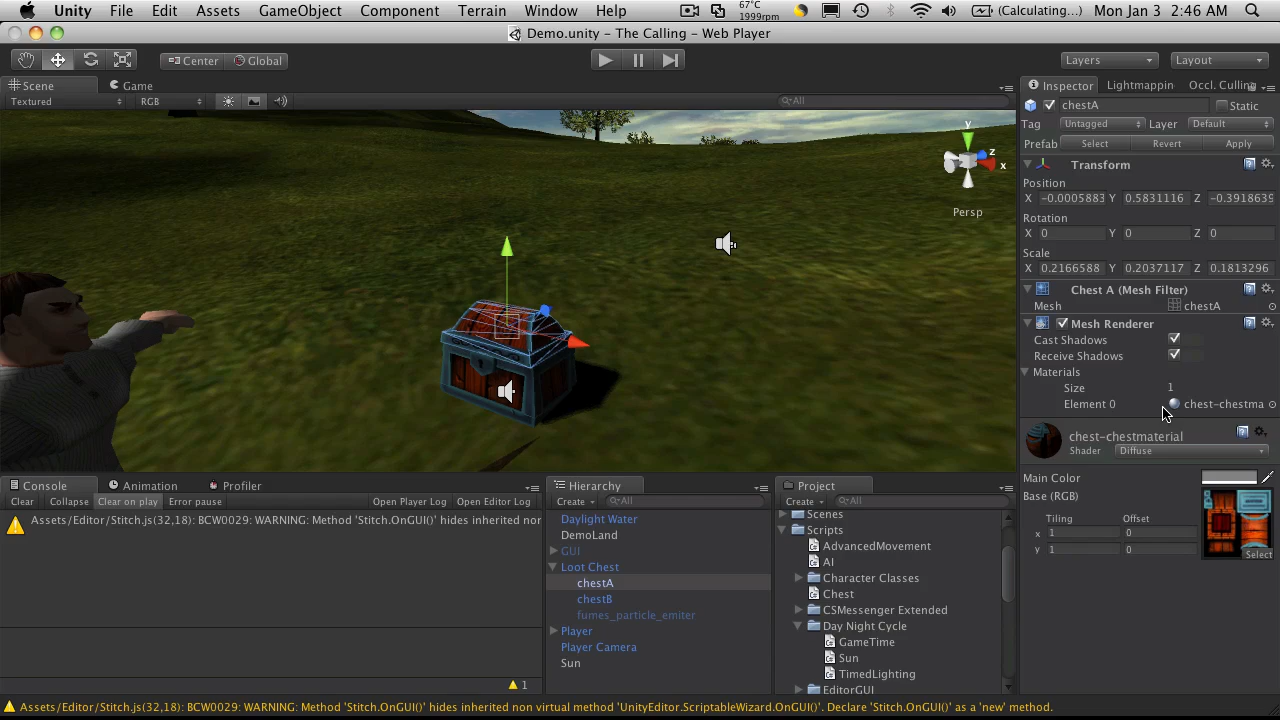 Unity File Edit Assets GameObject Component Terrain Window Help 67°C 1999rpm (Calculating...) Mon Jan 3 2:46 AM
Demo.unity - The Calling - Web Player
Center Global Layers Layout
Scene Game Inspector Lightmappin Occl. Cullin
Textured RGB All
chestA Static
Tag Untagged Layer Default
Prefab Select Revert Apply
Transform
Position
X -0.0005883 Y 0.5831116 Z -0.3918639
Rotation
X 0 Y 0 Z 0
Scale
X 0.2166588 Y 0.2037117 Z 0.1813296
Chest A (Mesh Filter)
Mesh chestA
Mesh Renderer
Cast Shadows
Receive Shadows
Materials
Size 1
Element 0 chest-chestma
chest-chestmaterial
Shader Diffuse
Main Color
Base (RGB)
Tiling Offset
x 1 0
y 1 0
Select
y
z
x
Persp
Console Animation Profiler
Clear Collapse Clear on play Error pause Open Player Log Open Editor Log
Assets/Editor/Stitch.js(32,18): BCW0029: WARNING: Method 'Stitch.OnGUI()' hides inherited non
1
Hierarchy
Create All
Daylight Water
DemoLand
GUI
Loot Chest
chestA
chestB
fumes_particle_emiter
Player
Player Camera
Sun
Project
Create All
Scenes
Scripts
AdvancedMovement
AI
Character Classes
Chest
CSMessenger Extended
Day Night Cycle
GameTime
Sun
TimedLighting
EditorGUI
Assets/Editor/Stitch.js(32,18): BCW0029: WARNING: Method 'Stitch.OnGUI()' hides inherited non virtual method 'UnityEditor.ScriptableWizard.OnGUI()'. Declare 'Stitch.OnGUI()' as a 'new' method.